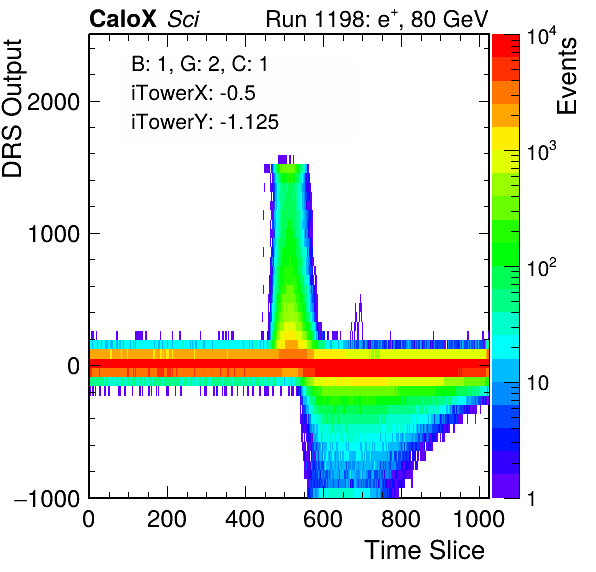 CaloX Sci Run 1198: e+, 80 GeV
B: 1, G: 2, C: 1
iTowerX: -0.5
iTowerY: -1.125
DRS Output
2000
1000
0
−1000
0 200 400 600 800 1000
Time Slice
Events
10^4
10^3
10^2
10
1